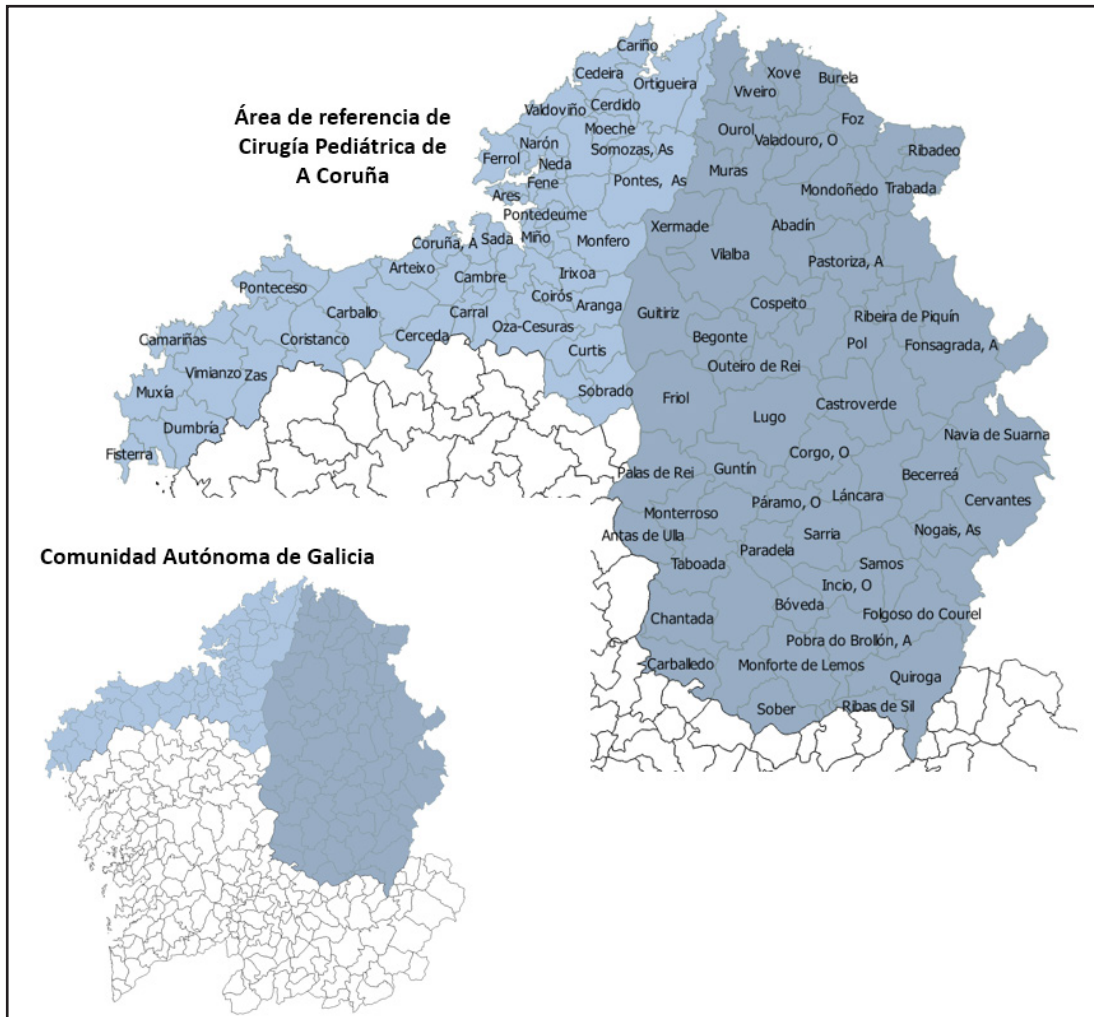 Área de referencia de
Cirugía Pediátrica de
A Coruña
Cariño
Cedeira
Ortigueira
Valdoviño
Cerdido
Moeche
Narón
Somozas, As
Ferrol
Neda
Fene
Pontes, As
Ares
Pontedeume
Coruña, A
Sada
Miño
Monfero
Arteixo
Cambre
Irixoa
Ponteceso
Coirós
Aranga
Carballo
Carral
Oza-Cesuras
Camariñas
Coristanco
Cerceda
Curtis
Vimianzo
Zas
Muxía
Sobrado
Dumbría
Fisterra
Xove
Burela
Viveiro
Foz
Ourol
Valadouro, O
Ribadeo
Muras
Mondoñedo
Trabada
Xermade
Abadín
Vilalba
Pastoriza, A
Guitiriz
Cospeito
Ribeira de Piquín
Begonte
Pol
Fonsagrada, A
Outeiro de Rei
Friol
Castroverde
Lugo
Navia de Suarna
Corgo, O
Palas de Rei
Guntín
Becerreá
Páramo, O
Láncara
Cervantes
Monterroso
Antas de Ulla
Sarria
Nogais, As
Paradela
Taboada
Samos
Incio, O
Chantada
Bóveda
Folgoso do Courel
Pobra do Brollón, A
Carballedo
Monforte de Lemos
Quiroga
Sober
Ribas de Sil
Comunidad Autónoma de Galicia